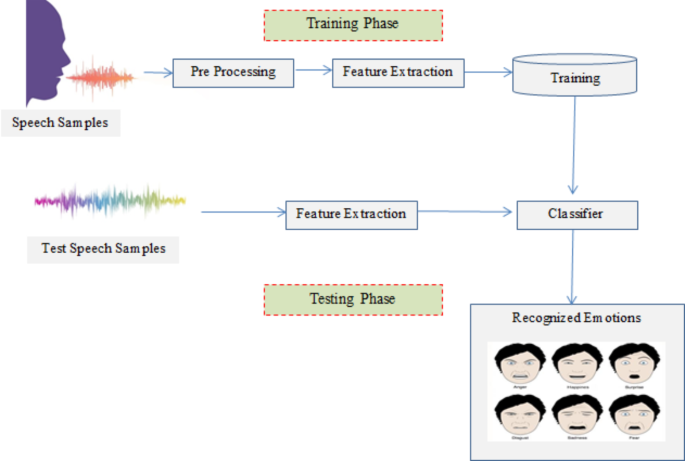 Training Phase
Pre Processing
Feature Extraction
Training
Speech Samples
Feature Extraction
Classifier
Test Speech Samples
Testing Phase
Recognized Emotions
Anger
Happiness
Surprise
Disgust
Sadness
Fear